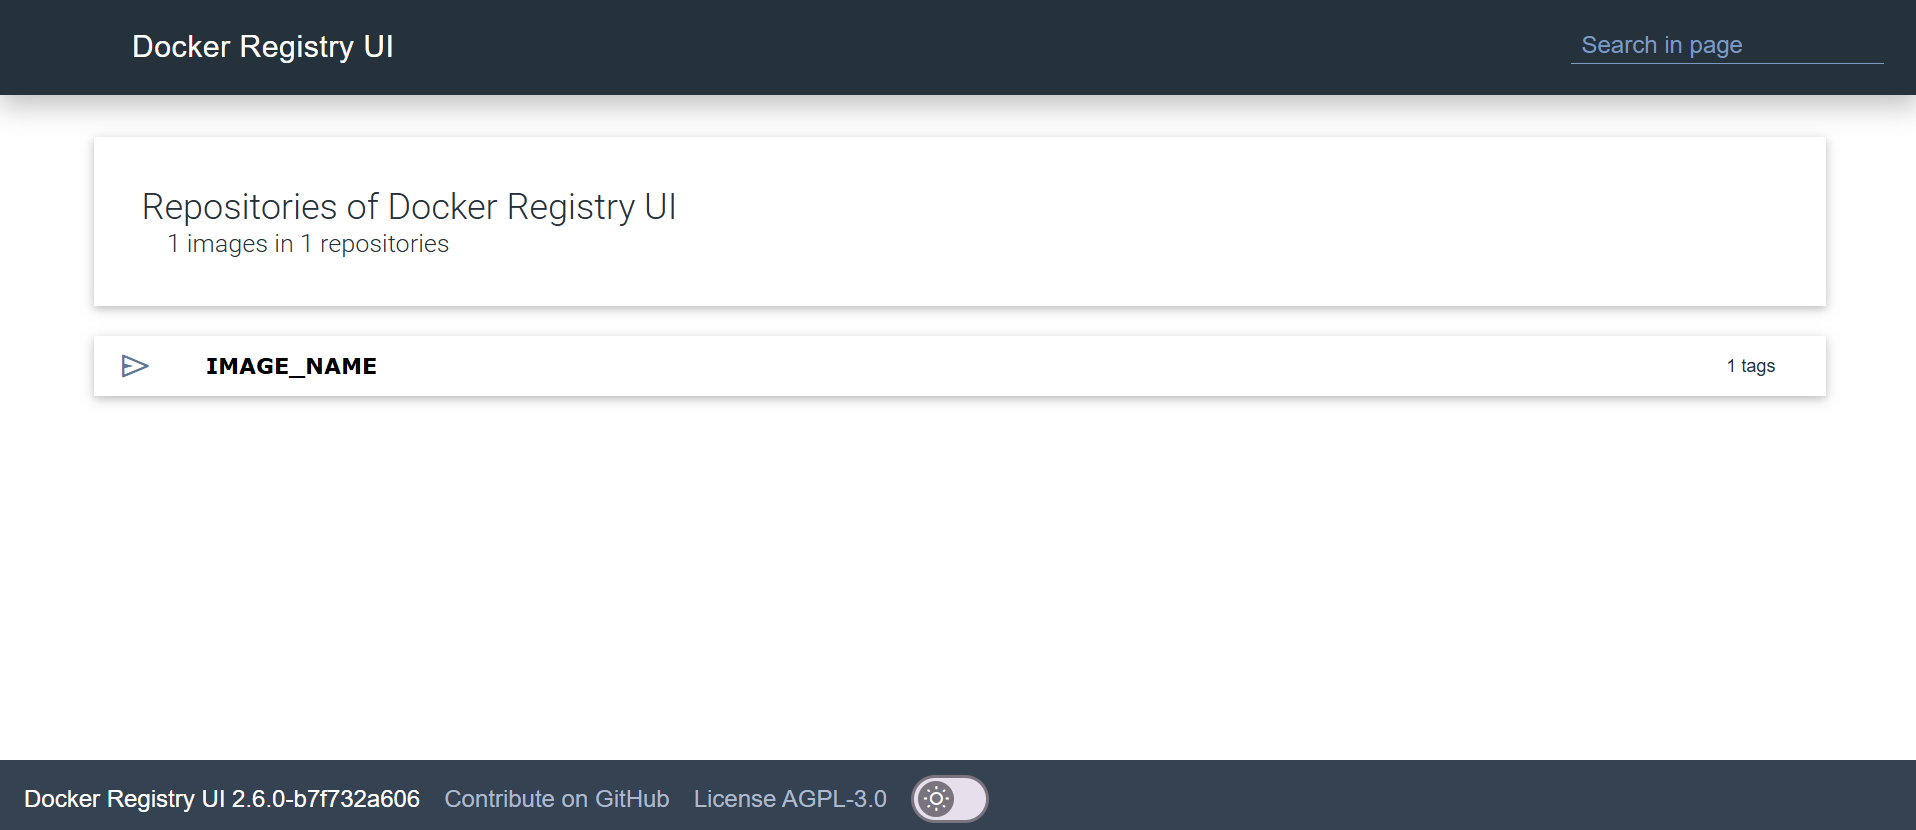 Docker Registry UI
Search in page
Repositories of Docker Registry UI
1 images in 1 repositories
IMAGE_NAME
1 tags
Docker Registry UI 2.6.0-b7f732a606 Contribute on GitHub License AGPL-3.0